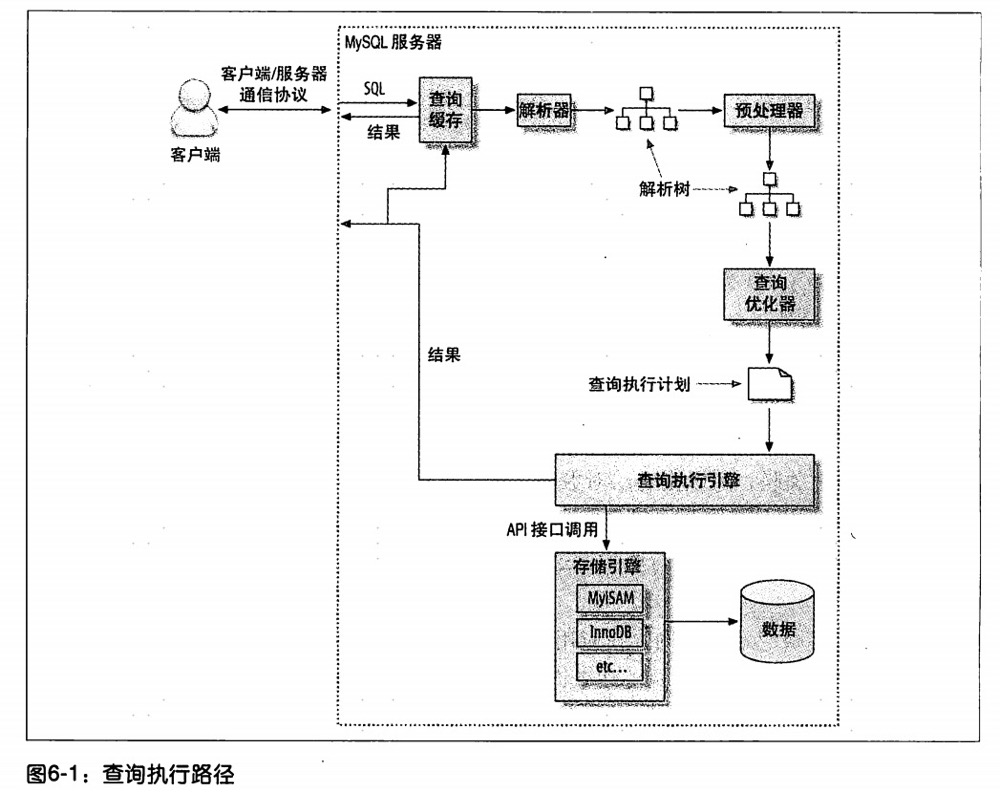 MySQL 服务器
客户端/服务器
通信协议
客户端
SQL
结果
查询
缓存
解析器
预处理器
解析树
查询
优化器
结果
查询执行计划
查询执行引擎
API 接口调用
存储引擎
MyISAM
InnoDB
etc...
数据
图6-1：查询执行路径